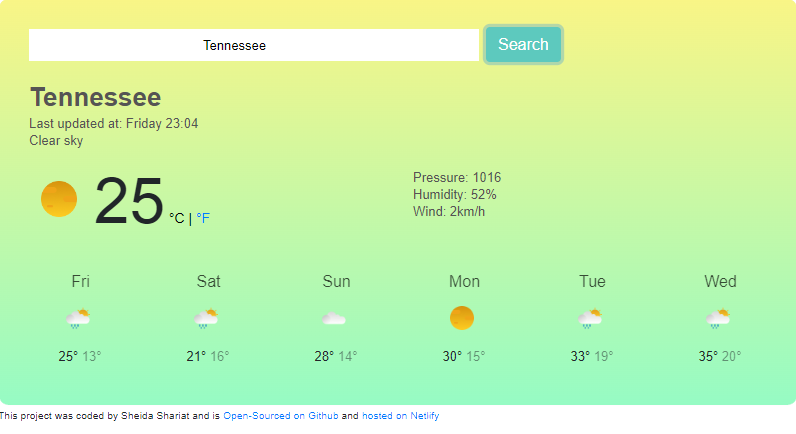 Tennessee Search
Tennessee
Last updated at: Friday 23:04
Clear sky
25 °C | °F
Pressure: 1016
Humidity: 52%
Wind: 2km/h
Fri Sat Sun Mon Tue Wed
25° 13° 21° 16° 28° 14° 30° 15° 33° 19° 35° 20°
This project was coded by Sheida Shariat and is Open-Sourced on Github and hosted on Netlify